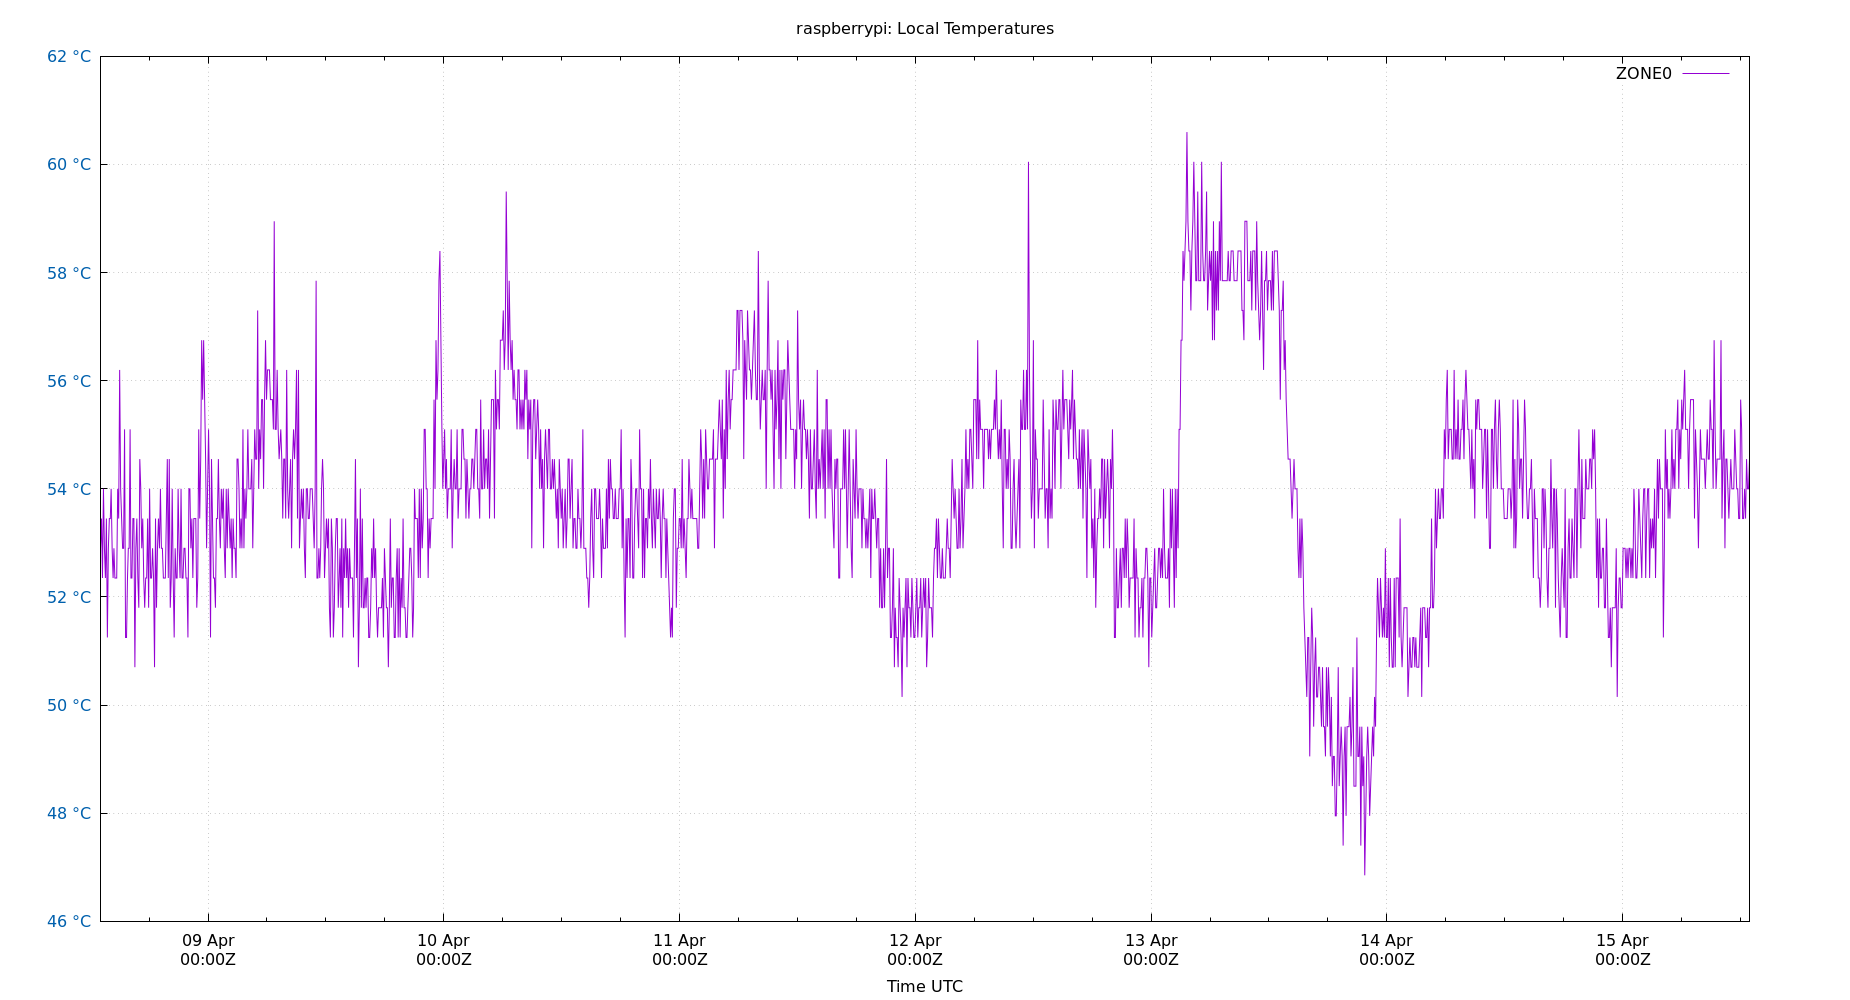 raspberrypi: Local Temperatures
62 °C
ZONE0
60 °C
58 °C
56 °C
54 °C
52 °C
50 °C
48 °C
46 °C
09 Apr 10 Apr 11 Apr 12 Apr 13 Apr 14 Apr 15 Apr
00:00Z 00:00Z 00:00Z 00:00Z 00:00Z 00:00Z 00:00Z
Time UTC